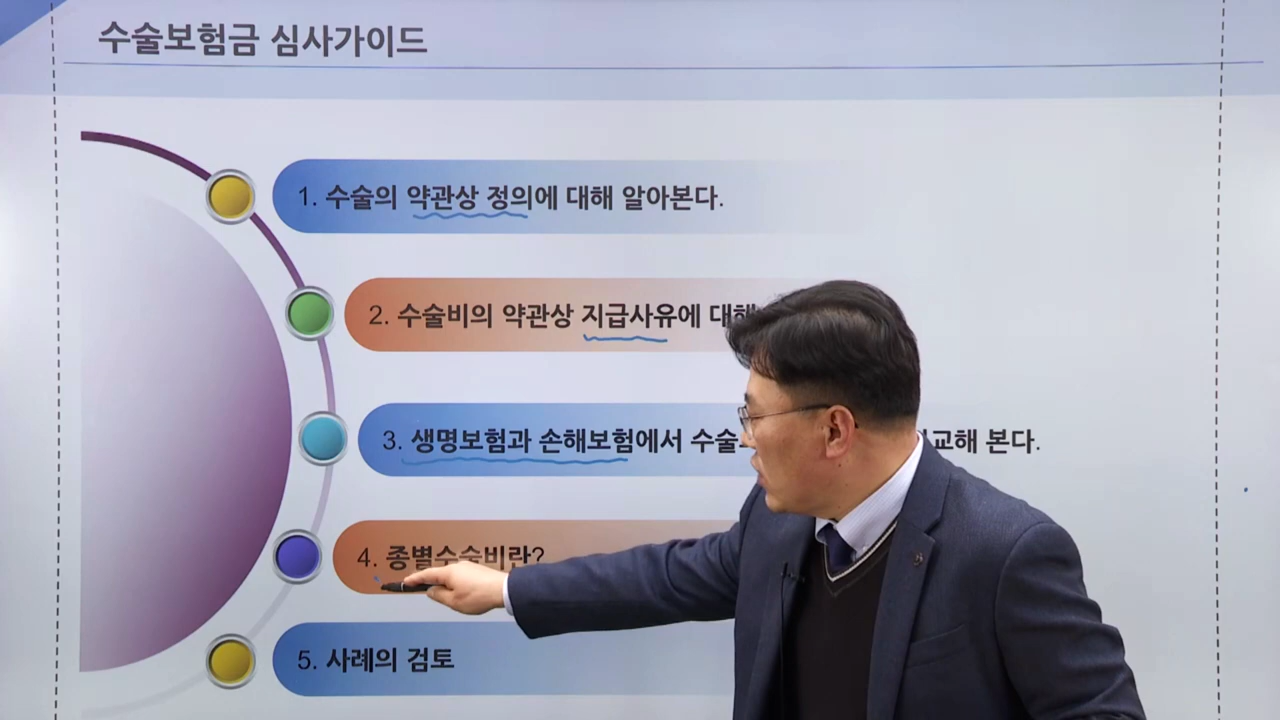 수술보험금 심사가이드
1. 수술의 약관상 정의에 대해 알아본다.
2. 수술비의 약관상 지급사유에 대해
3. 생명보험과 손해보험에서 수술 교해 본다.
4. 종별수술비란?
5. 사례의 검토